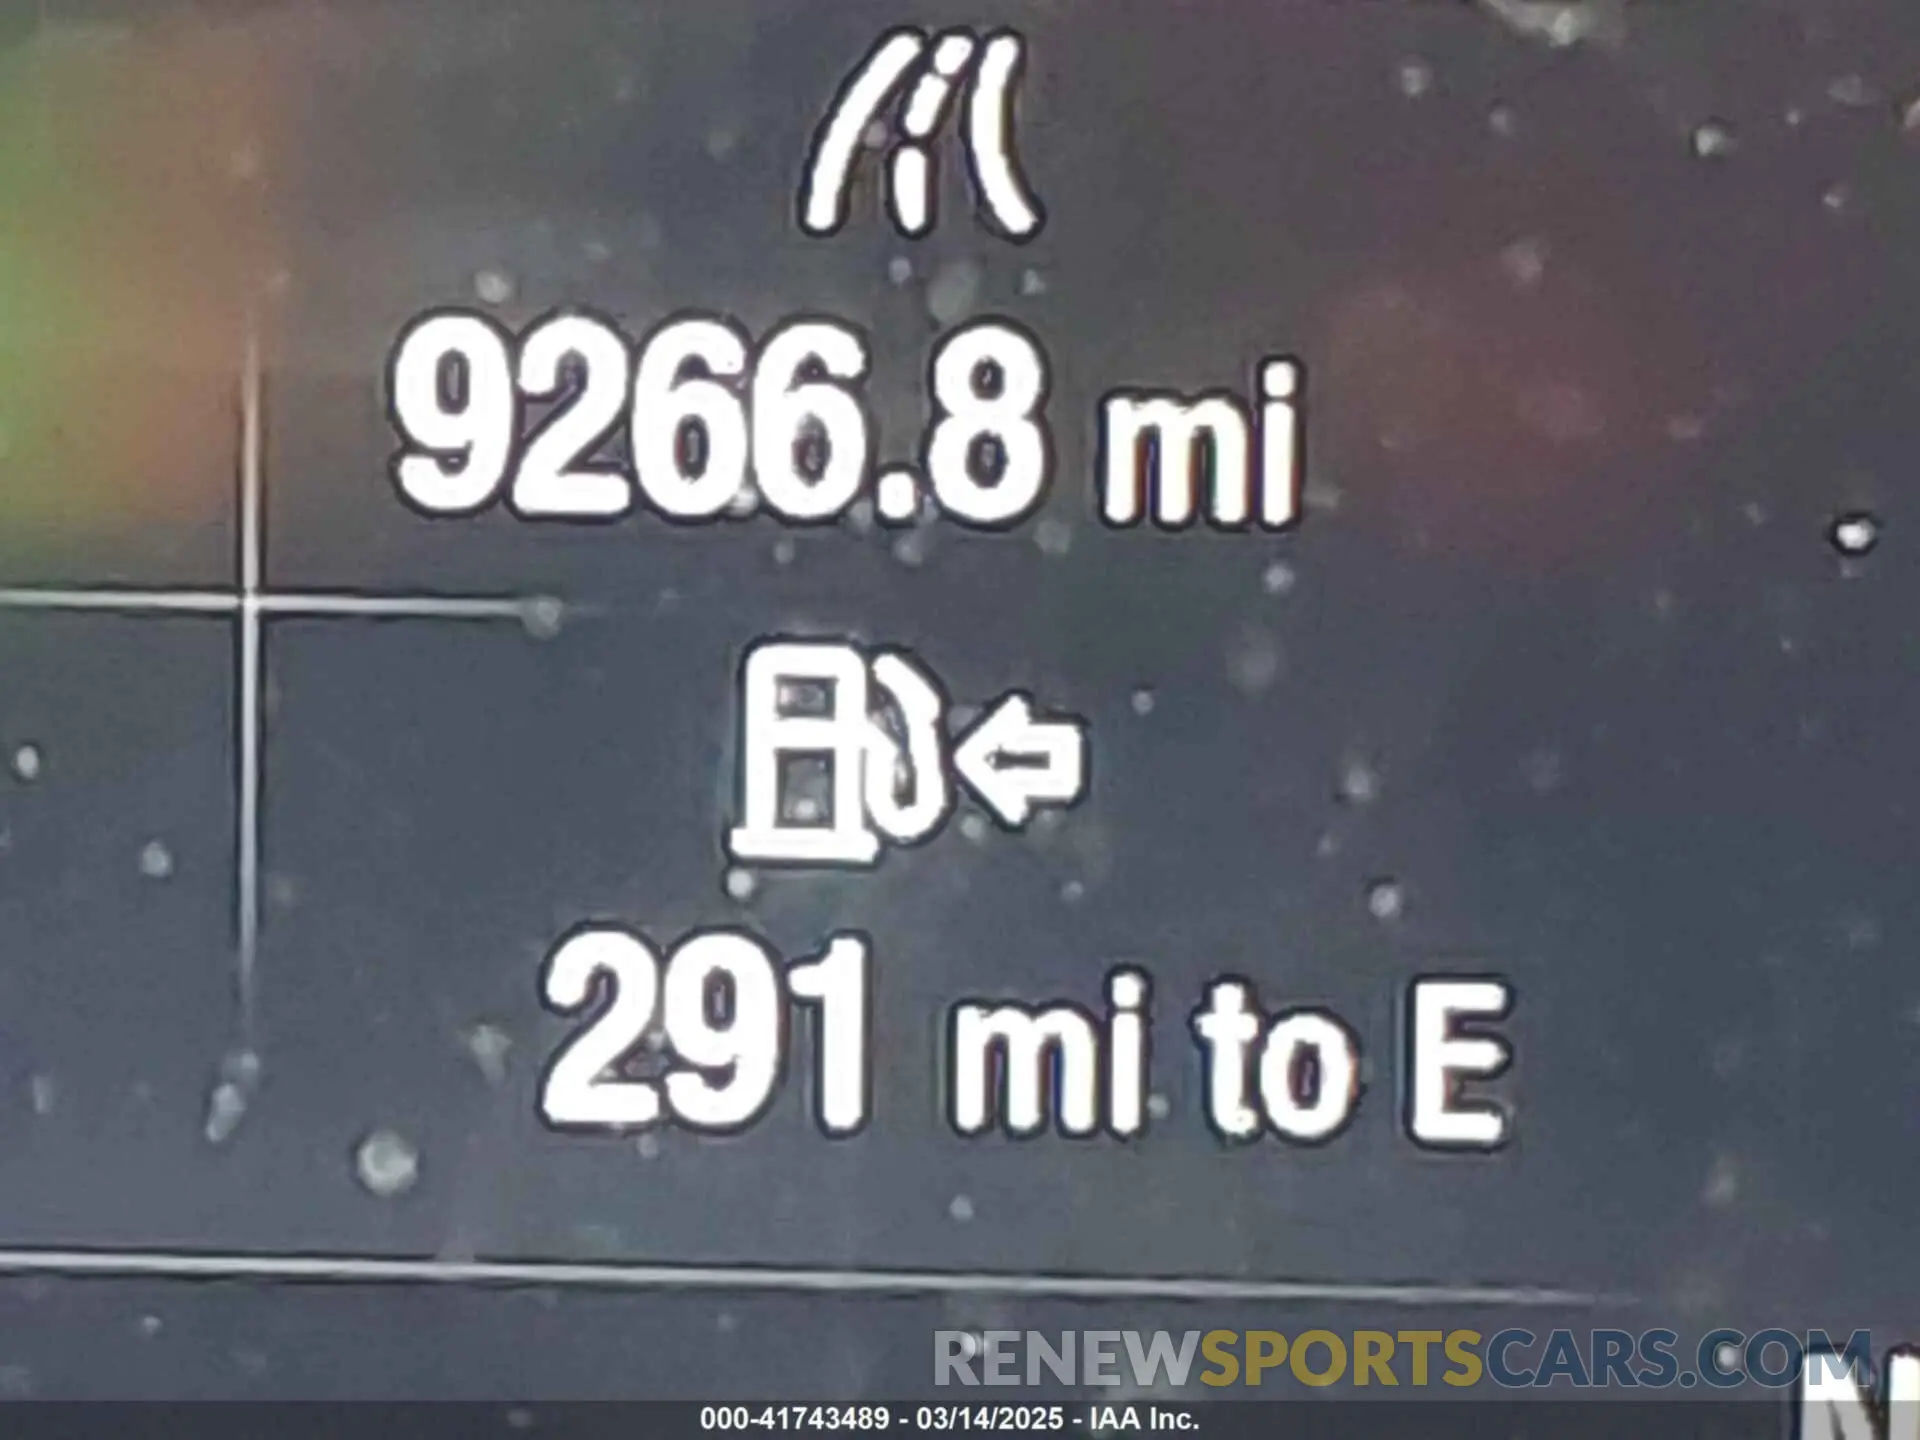 9266.8 mi
291 mi to E
RENEWSPORTSCARS.COM
N
000-41743489 - 03/14/2025 - IAA Inc.